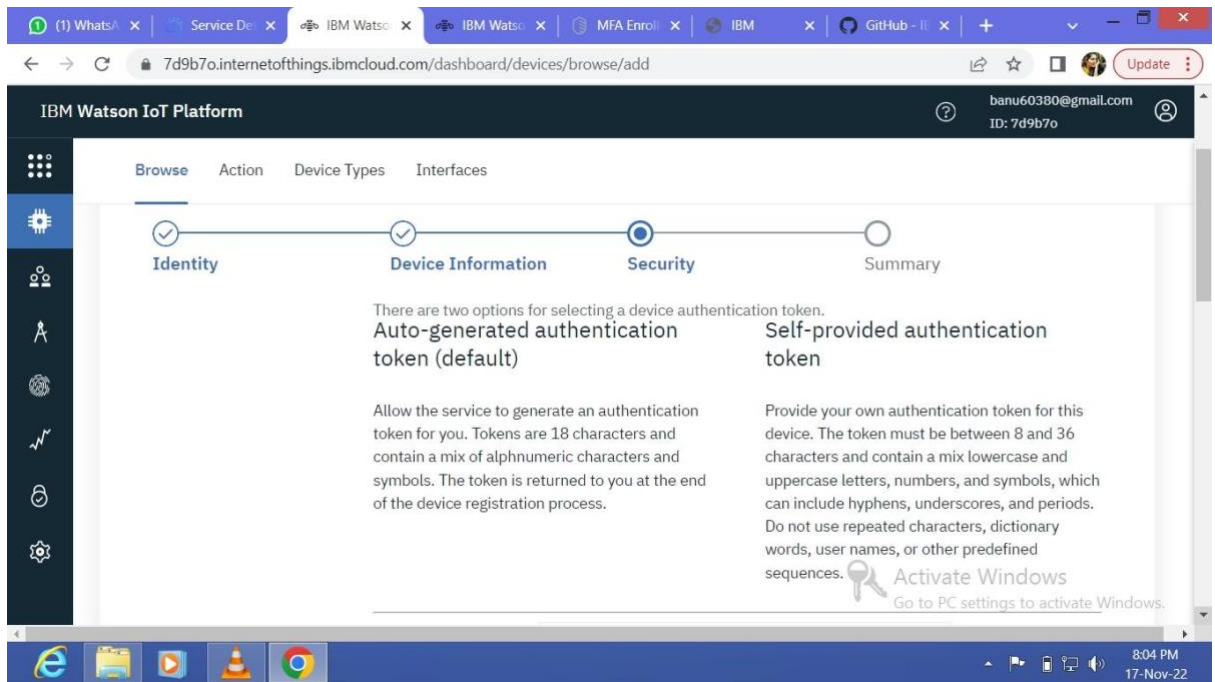 (1) WhatsA
Service De
IBM Watso
IBM Watso
MFA Enroll
IBM
GitHub - IE
7d9b7o.internetofthings.ibmcloud.com/dashboard/devices/browse/add
Update
IBM Watson IoT Platform
banu60380@gmail.com
ID: 7d9b7o
Browse Action Device Types Interfaces
Identity Device Information Security Summary
There are two options for selecting a device authentication token.
Auto-generated authentication
token (default)
Allow the service to generate an authentication
token for you. Tokens are 18 characters and
contain a mix of alphnumeric characters and
symbols. The token is returned to you at the end
of the device registration process.
Self-provided authentication
token
Provide your own authentication token for this
device. The token must be between 8 and 36
characters and contain a mix lowercase and
uppercase letters, numbers, and symbols, which
can include hyphens, underscores, and periods.
Do not use repeated characters, dictionary
words, user names, or other predefined
sequences.
Activate Windows
Go to PC settings to activate Windows.
8:04 PM
17-Nov-22